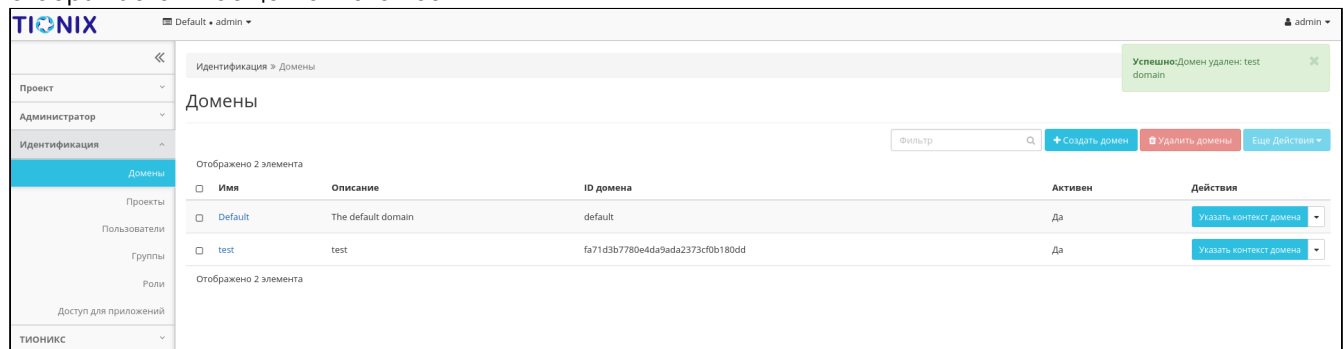 TIONIX
Default • admin
admin
Идентификация » Домены
Успешно:Домен удален: test
domain
Проект
Администратор
Идентификация
Домены
Проекты
Пользователи
Группы
Роли
Доступ для приложений
ТИОНИКС
Домены
Фильтр
Создать домен
Удалить домены
Еще Действия
Отображено 2 элемента
Имя Описание ID домена Активен Действия
Default The default domain default Да Указать контекст домена
test test fa71d3b7780e4da9ada2373cf0b180dd Да Указать контекст домена
Отображено 2 элемента